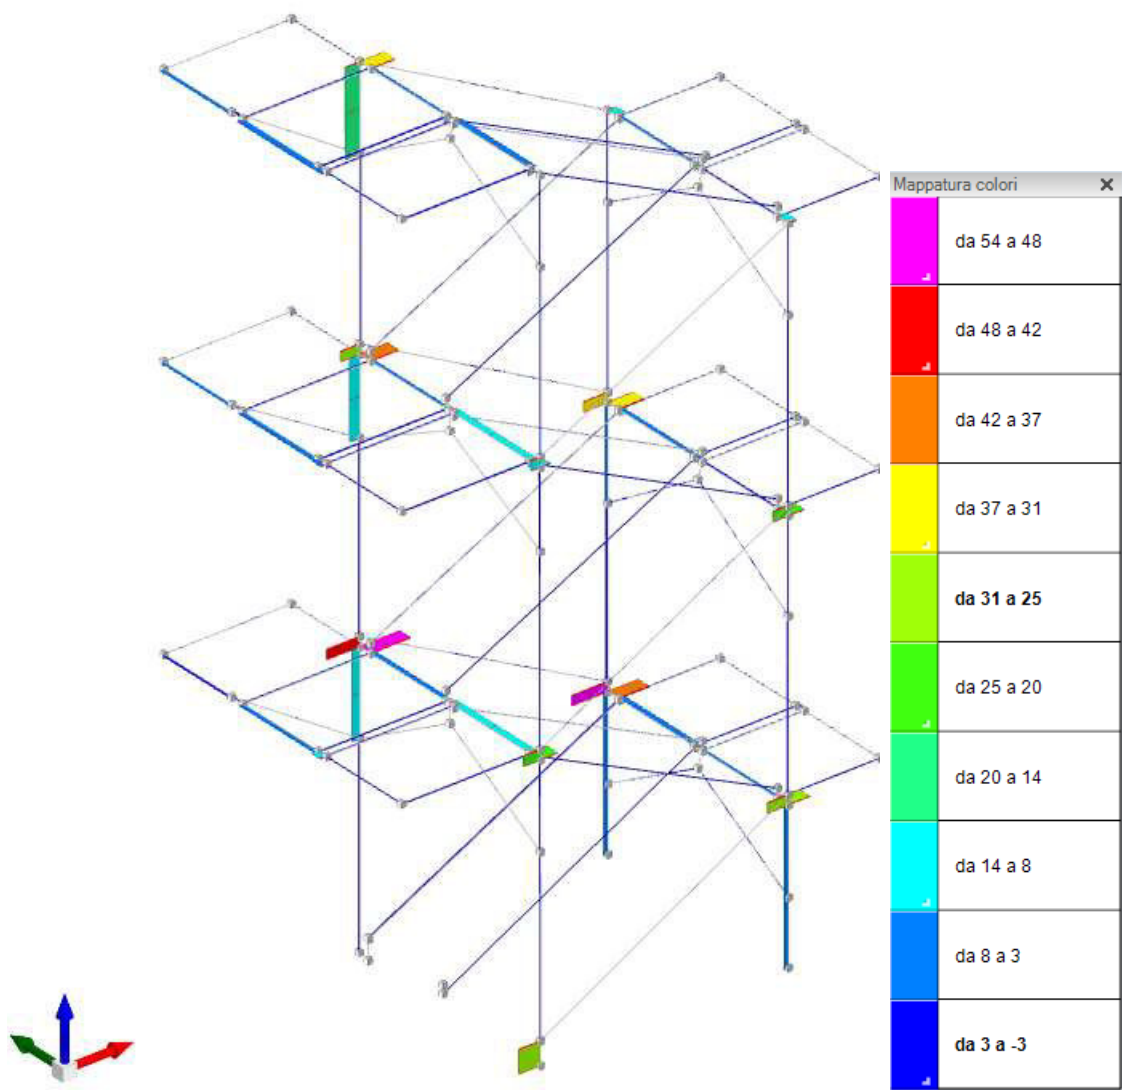 Mappatura colori
da 54 a 48
da 48 a 42
da 42 a 37
da 37 a 31
da 31 a 25
da 25 a 20
da 20 a 14
da 14 a 8
da 8 a 3
da 3 a -3